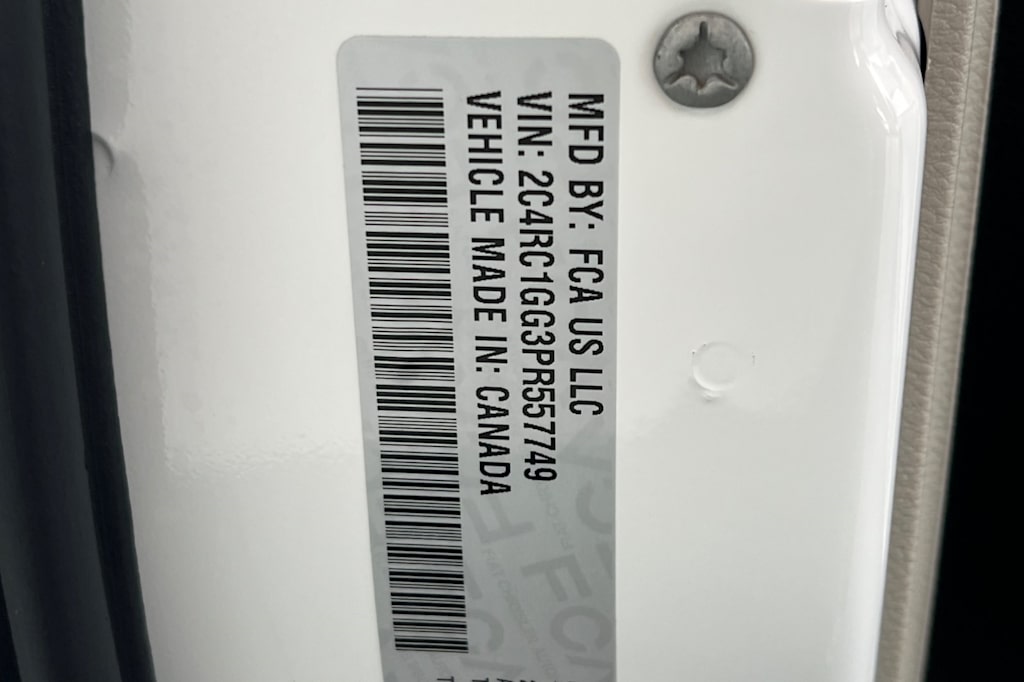 MFD BY: FCA US LLC
VIN: 2C4RC1GG3PR557749
VEHICLE MADE IN: CANADA